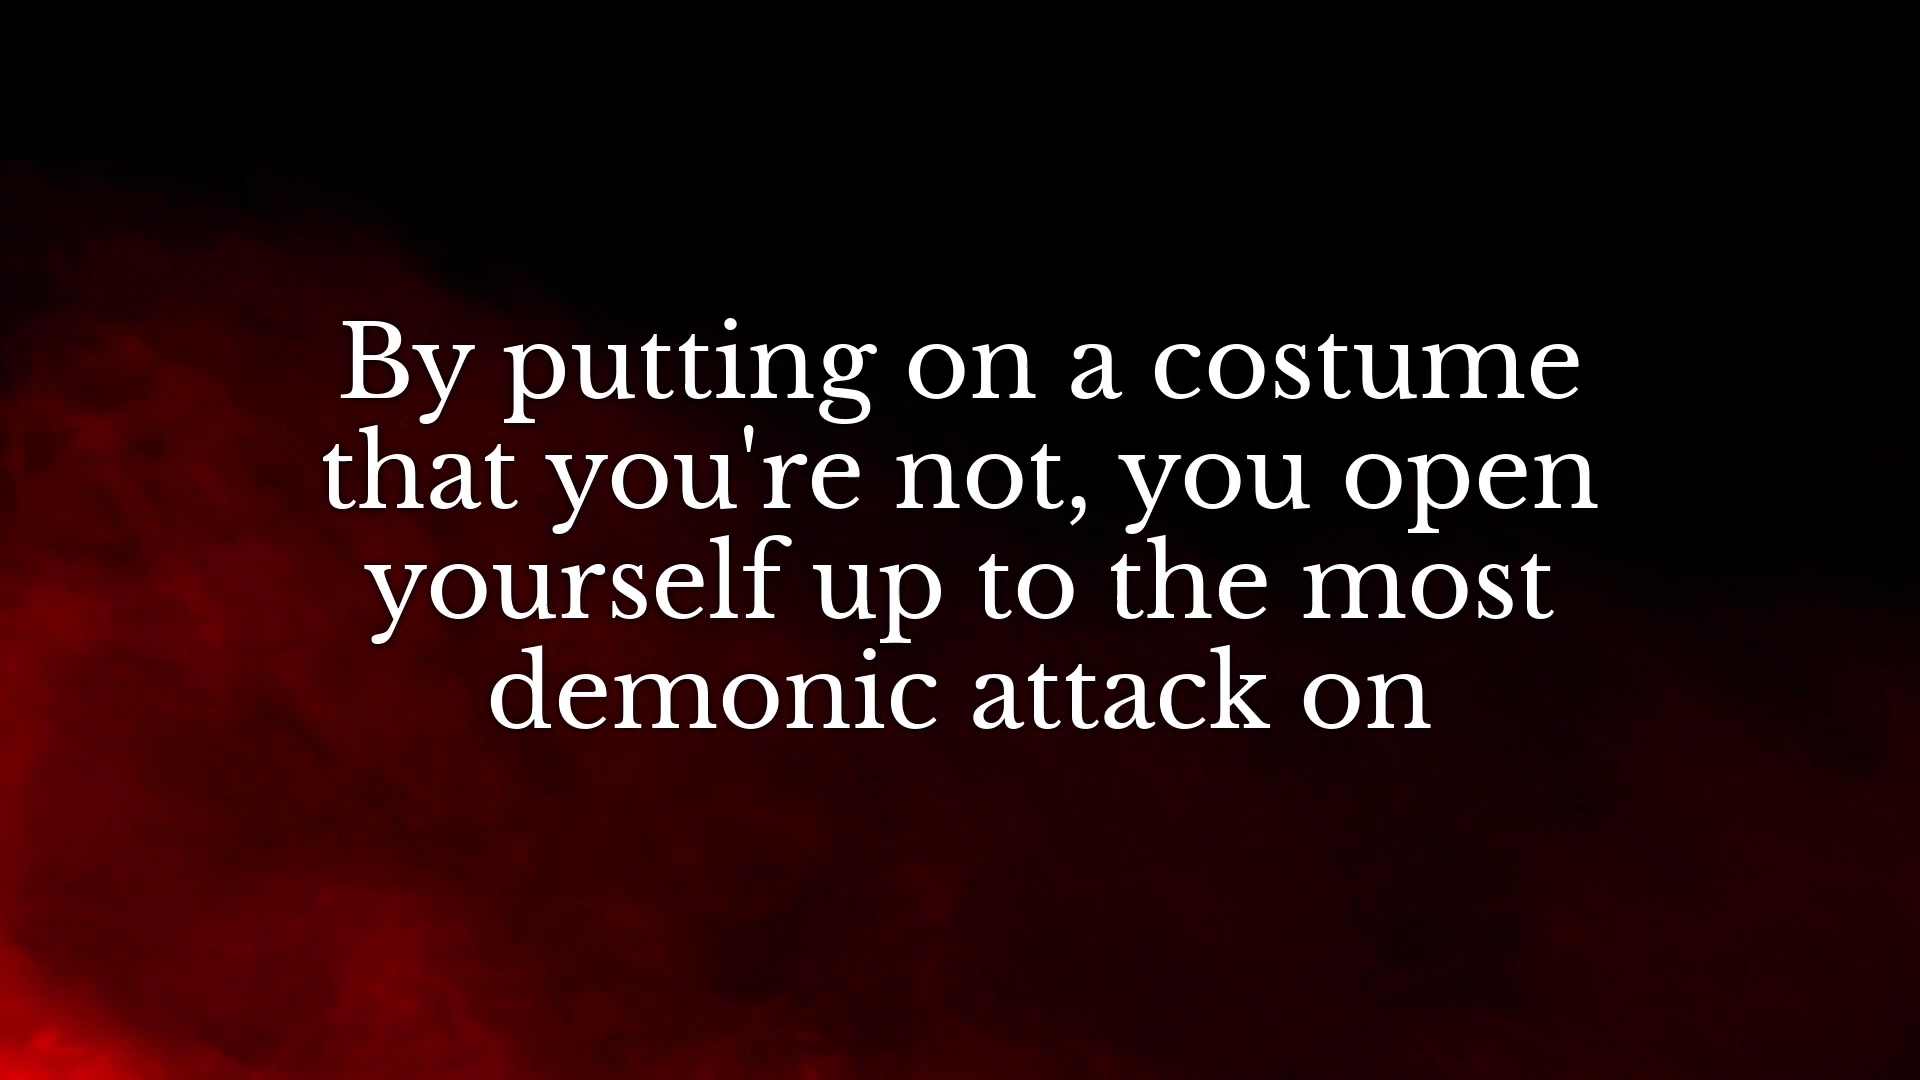 By putting on a costume
that you're not, you open
yourself up to the most
demonic attack on